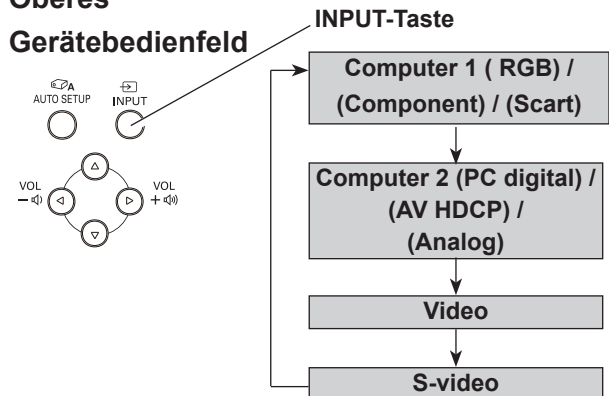 Oberes
Gerätebedienfeld
INPUT-Taste
A
AUTO SETUP
INPUT
VOL
VOL
Computer 1 ( RGB) /
(Component) / (Scart)
Computer 2 (PC digital) /
(AV HDCP) /
(Analog)
Video
S-video